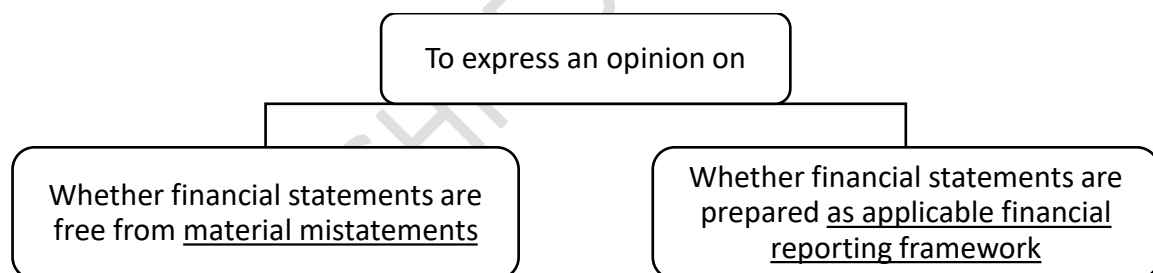 To express an opinion on
Whether financial statements are
free from material mistatements
Whether financial statements are
prepared as applicable financial
reporting framework